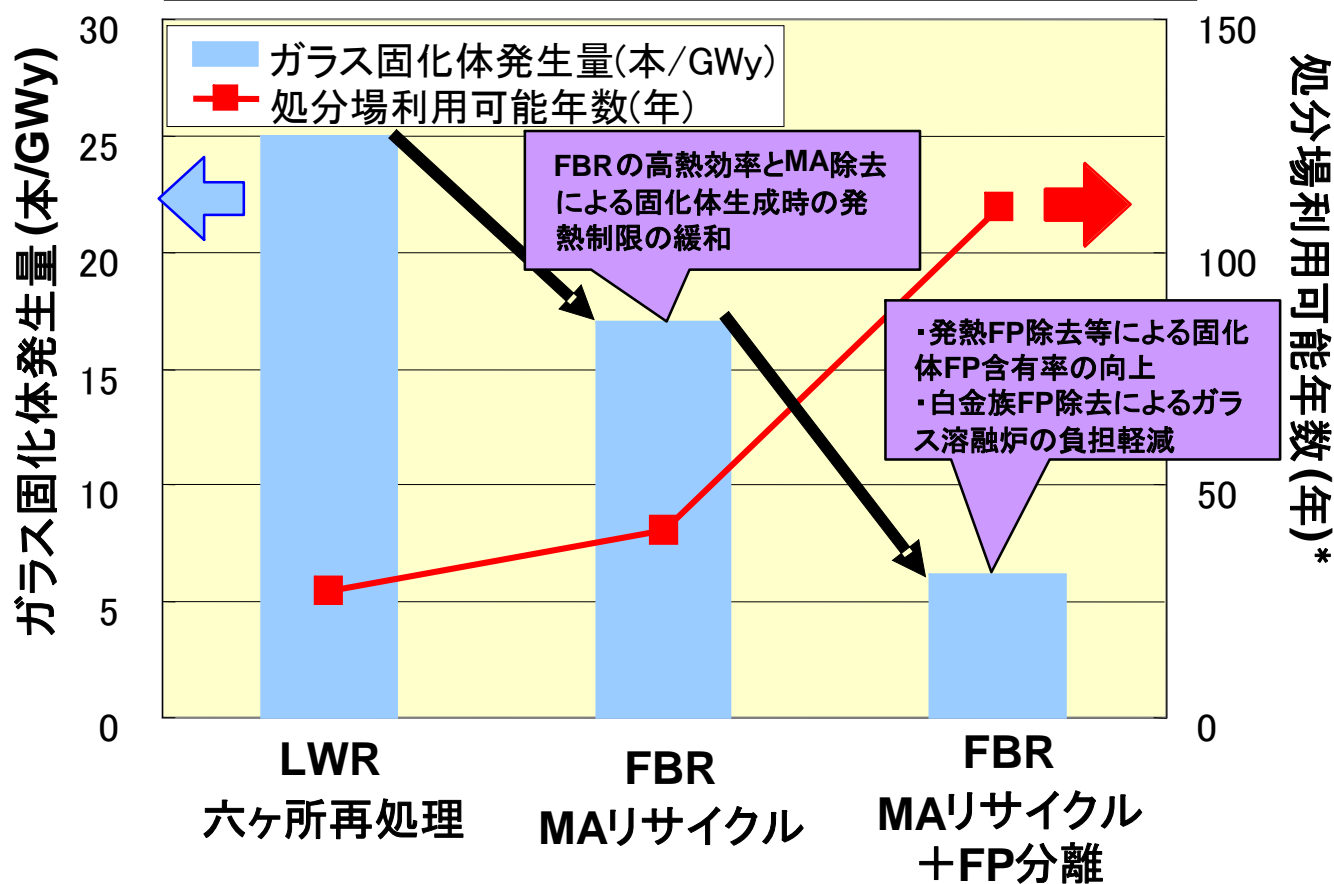 ガラス固化体発生量(本/GWy)
処分場利用可能年数(年)
ガラス固化体発生量(本/GWy)
30
25
20
15
10
5
0
150
100
50
0
処分場利用可能年数(年)*
FBRの高熱効率とMA除去
による固化体生成時の発
熱制限の緩和
・発熱FP除去等による固化
体FP含有率の向上
・白金族FP除去によるガラ
ス溶融炉の負担軽減
LWR
六ヶ所再処理
FBR
MAリサイクル
FBR
MAリサイクル
＋FP分離